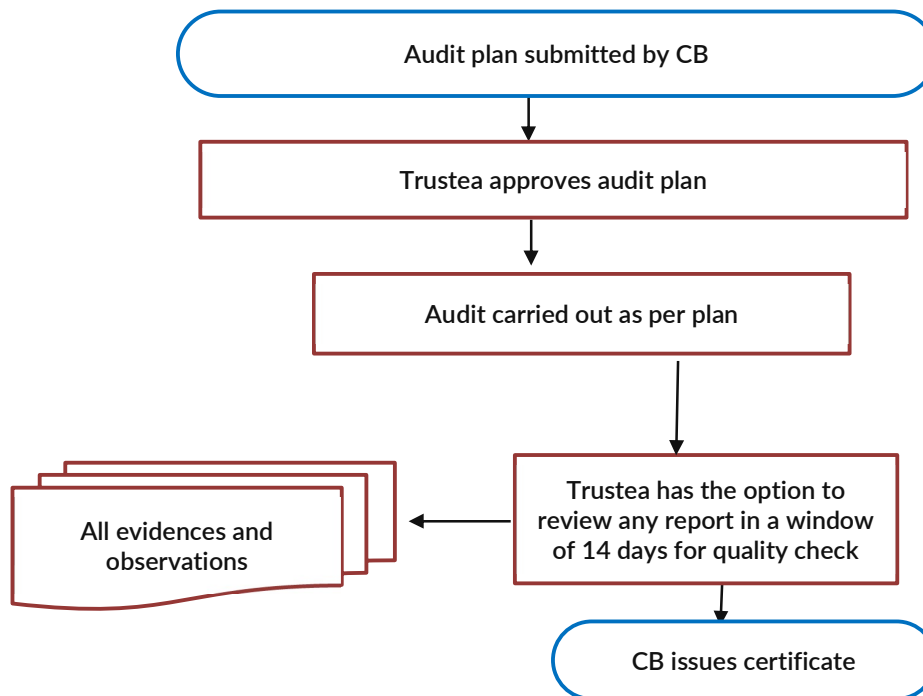 Audit plan submitted by CB
Trustea approves audit plan
Audit carried out as per plan
Trustea has the option to
review any report in a window
of 14 days for quality check
All evidences and
observations
CB issues certificate